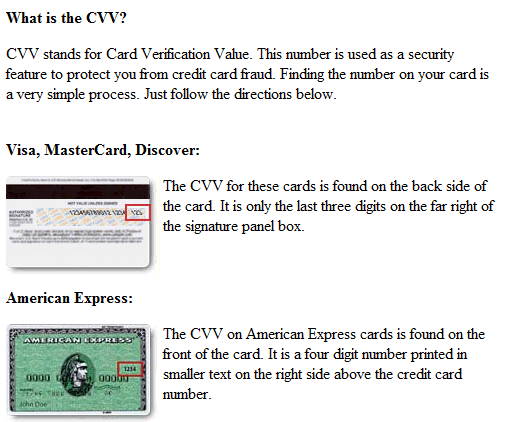 What is the CVV?
CVV stands for Card Verification Value. This number is used as a security
feature to protect you from credit card fraud. Finding the number on your card is
a very simple process. Just follow the directions below.
Visa, MasterCard, Discover:
NOT VALUE UNLESS SIGNED
AUTHORIZED
SIGNATURE
123
The CVV for these cards is found on the back side of
the card. It is only the last three digits on the far right of
the signature panel box.
American Express:
AMERICAN EXPRESS
1234
0000
John Doe
The CVV on American Express cards is found on the
front of the card. It is a four digit number printed in
smaller text on the right side above the credit card
number.